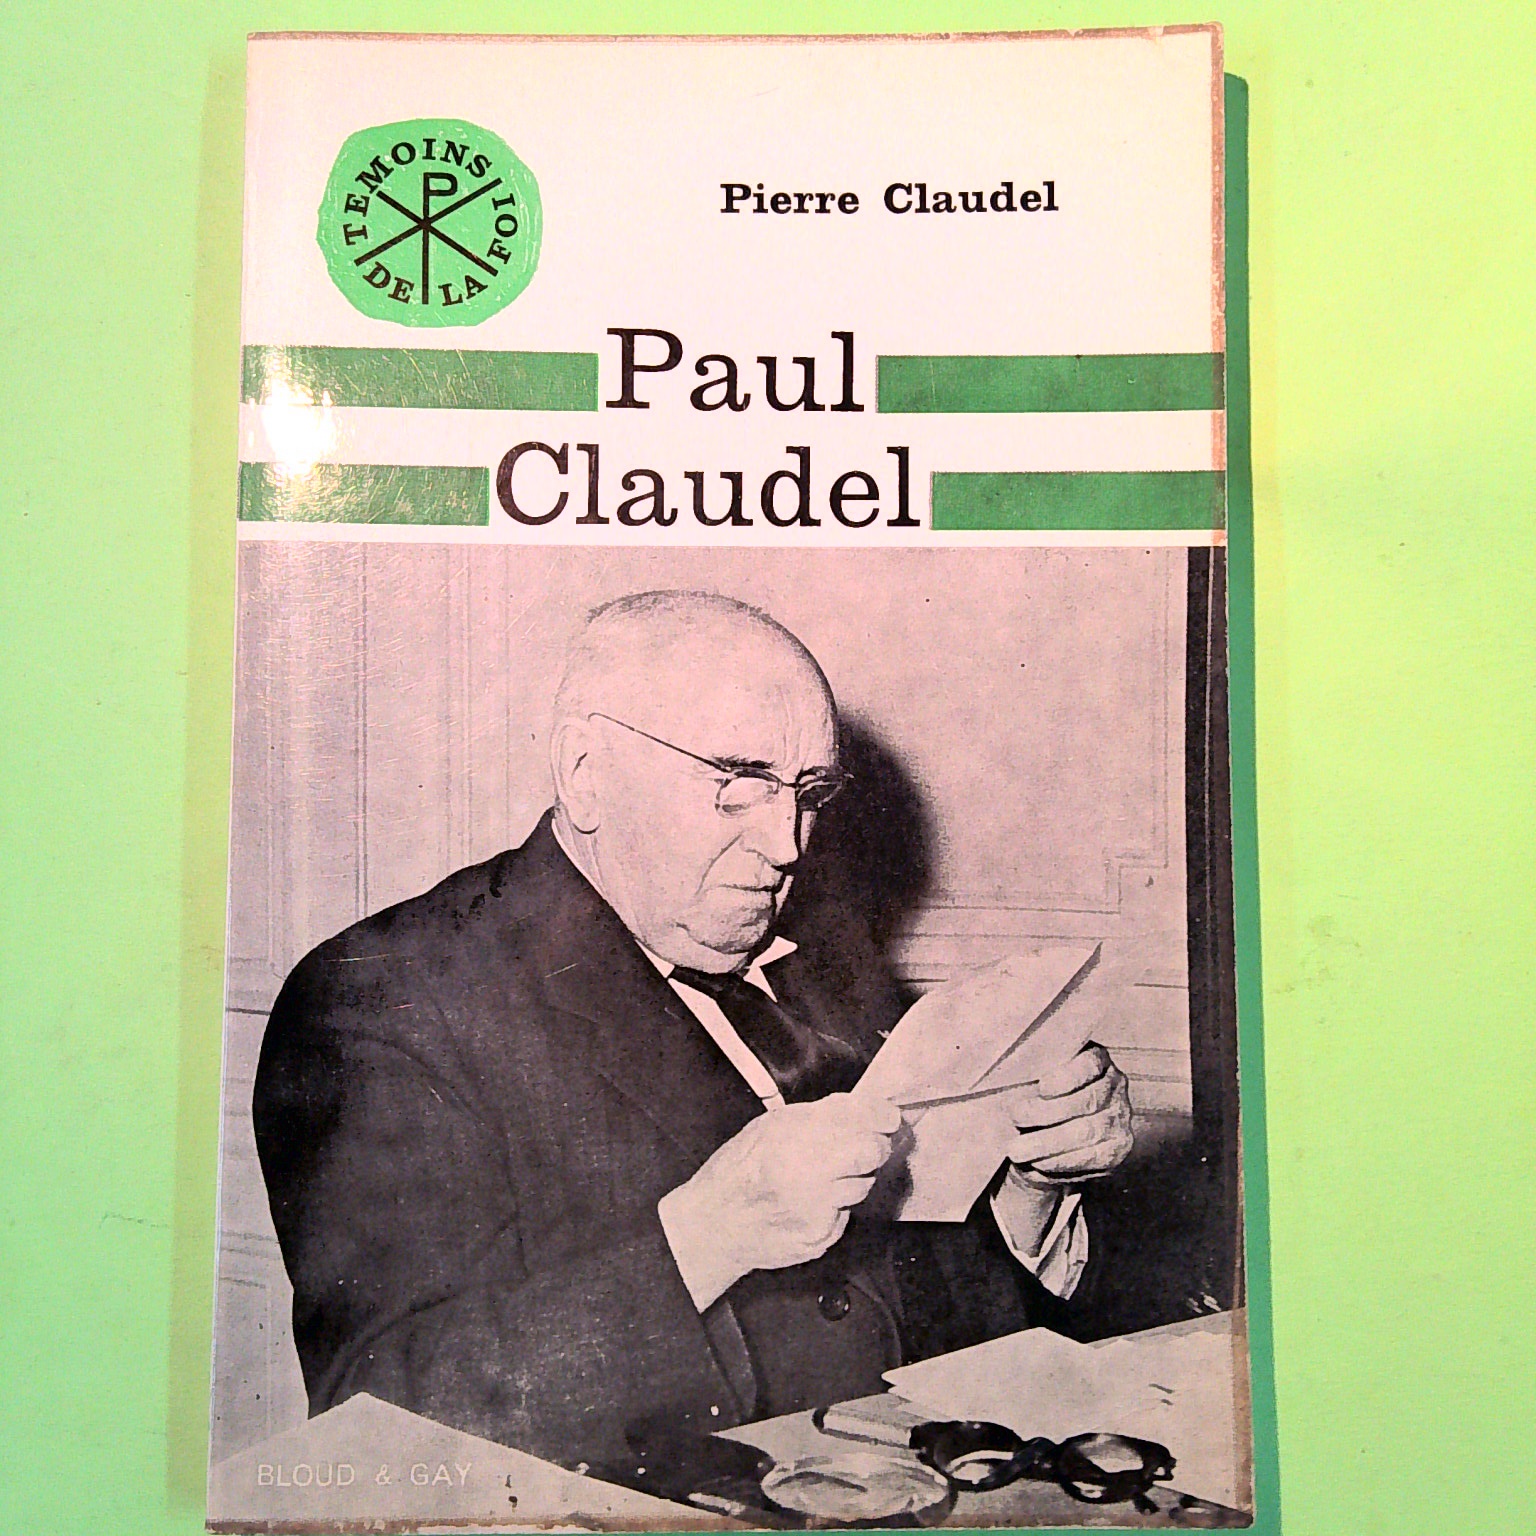 TEMOINS DE LA FOI
Pierre Claudel
Paul
Claudel
BLOUD & GAY